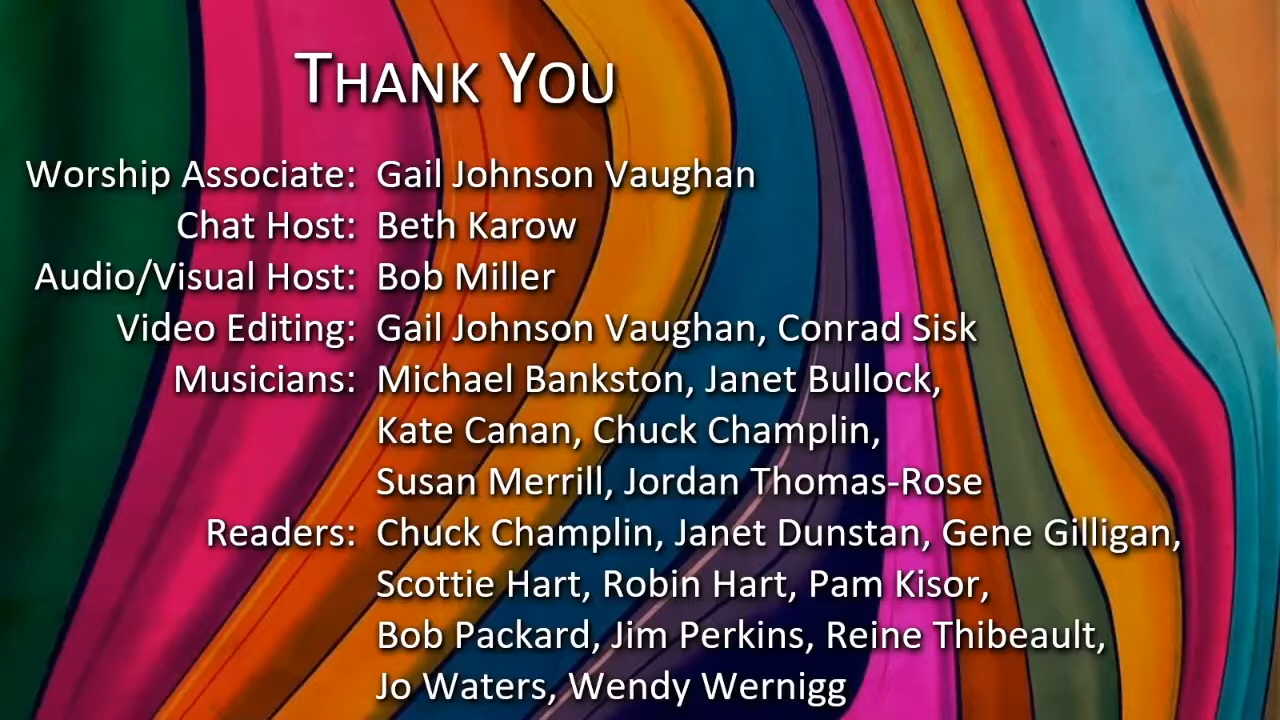 Thank You
Worship Associate: Gail Johnson Vaughan
Chat Host: Beth Karow
Audio/Visual Host: Bob Miller
Video Editing: Gail Johnson Vaughan, Conrad Sisk
Musicians: Michael Bankston, Janet Bullock,
Kate Canan, Chuck Champlin,
Susan Merrill, Jordan Thomas-Rose
Readers: Chuck Champlin, Janet Dunstan, Gene Gilligan,
Scottie Hart, Robin Hart, Pam Kisor,
Bob Packard, Jim Perkins, Reine Thibeault,
Jo Waters, Wendy Wernigg